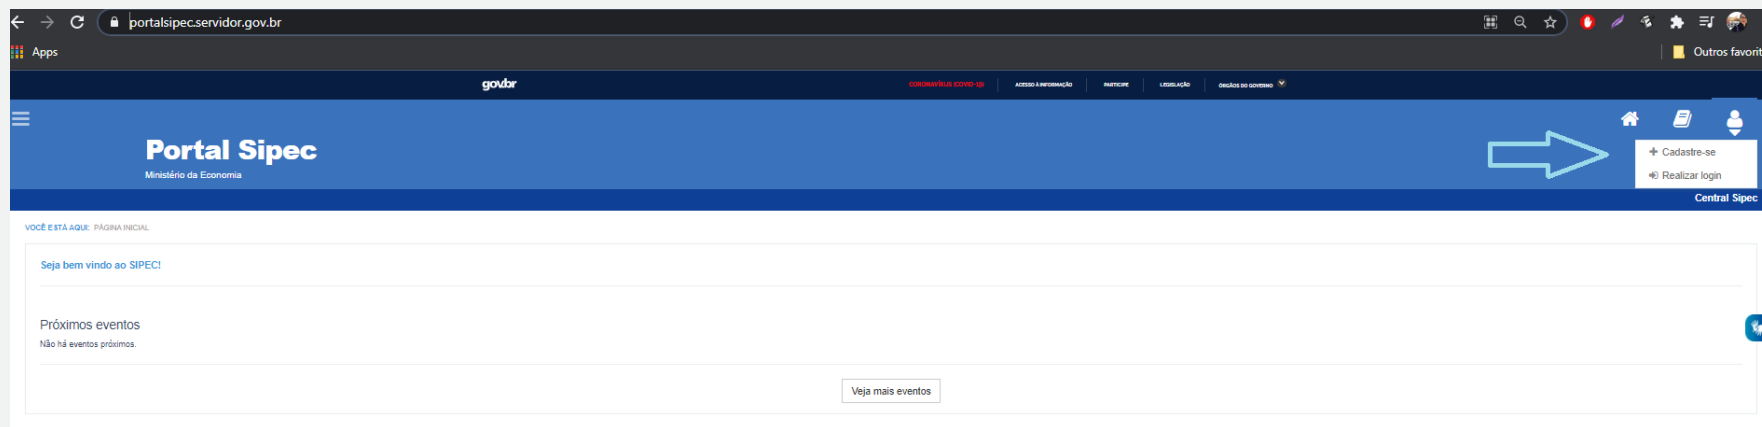 portalsipec.servidor.gov.br
Apps
Outros favorit
gov.br
CORONAVÍRUS (COVID-19)
ACESSO À INFORMAÇÃO
PARTICIPE
LEGISLAÇÃO
ÓRGÃOS DO GOVERNO
Portal Sipec
Ministério da Economia
Cadastre-se
Realizar login
Central Sipec
VOCÊ ESTÁ AQUI: PÁGINA INICIAL
Seja bem vindo ao SIPEC!
Próximos eventos
Não há eventos próximos.
Veja mais eventos